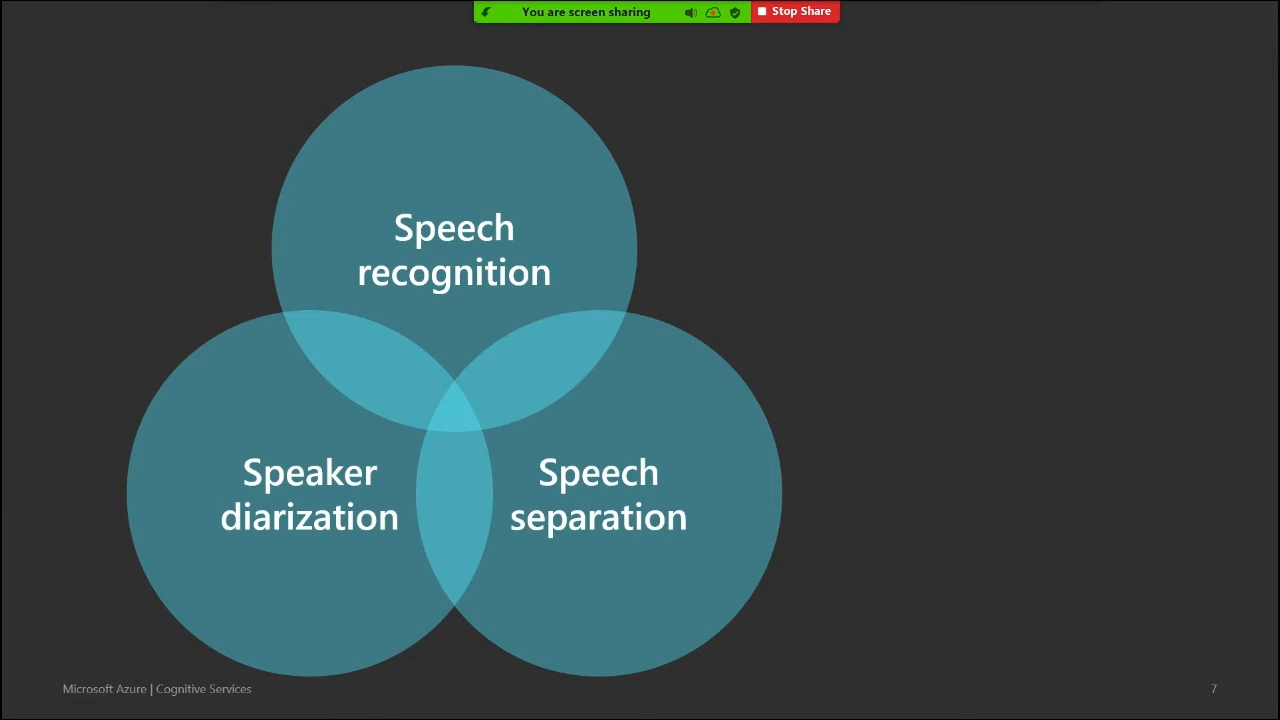 You are screen sharing
Stop Share
Speech
recognition
Speaker
diarization
Speech
separation
Microsoft Azure | Cognitive Services
7